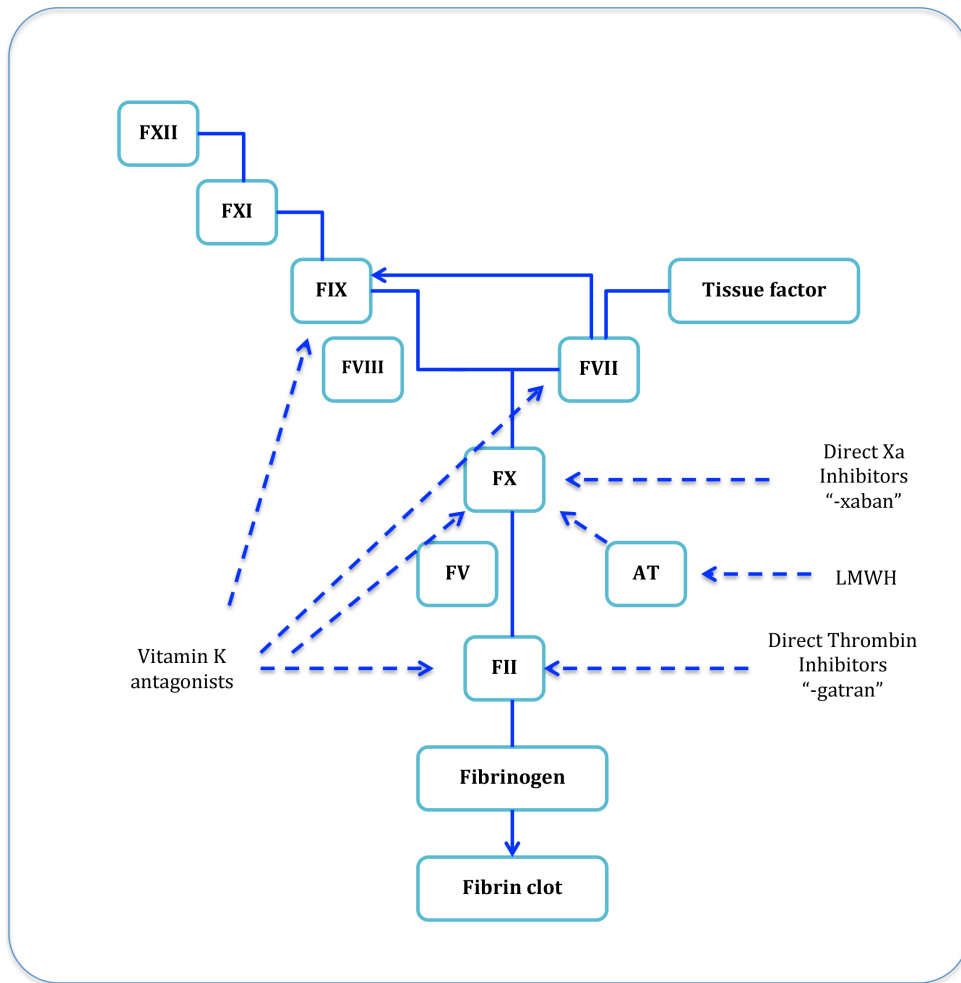 FXII
FXI
FIX
Tissue factor
FVIII
FVII
FX
Direct Xa
Inhibitors
“-xaban”
FV
AT
LMWH
Vitamin K
antagonists
FII
Direct Thrombin
Inhibitors
“-gatran”
Fibrinogen
Fibrin clot